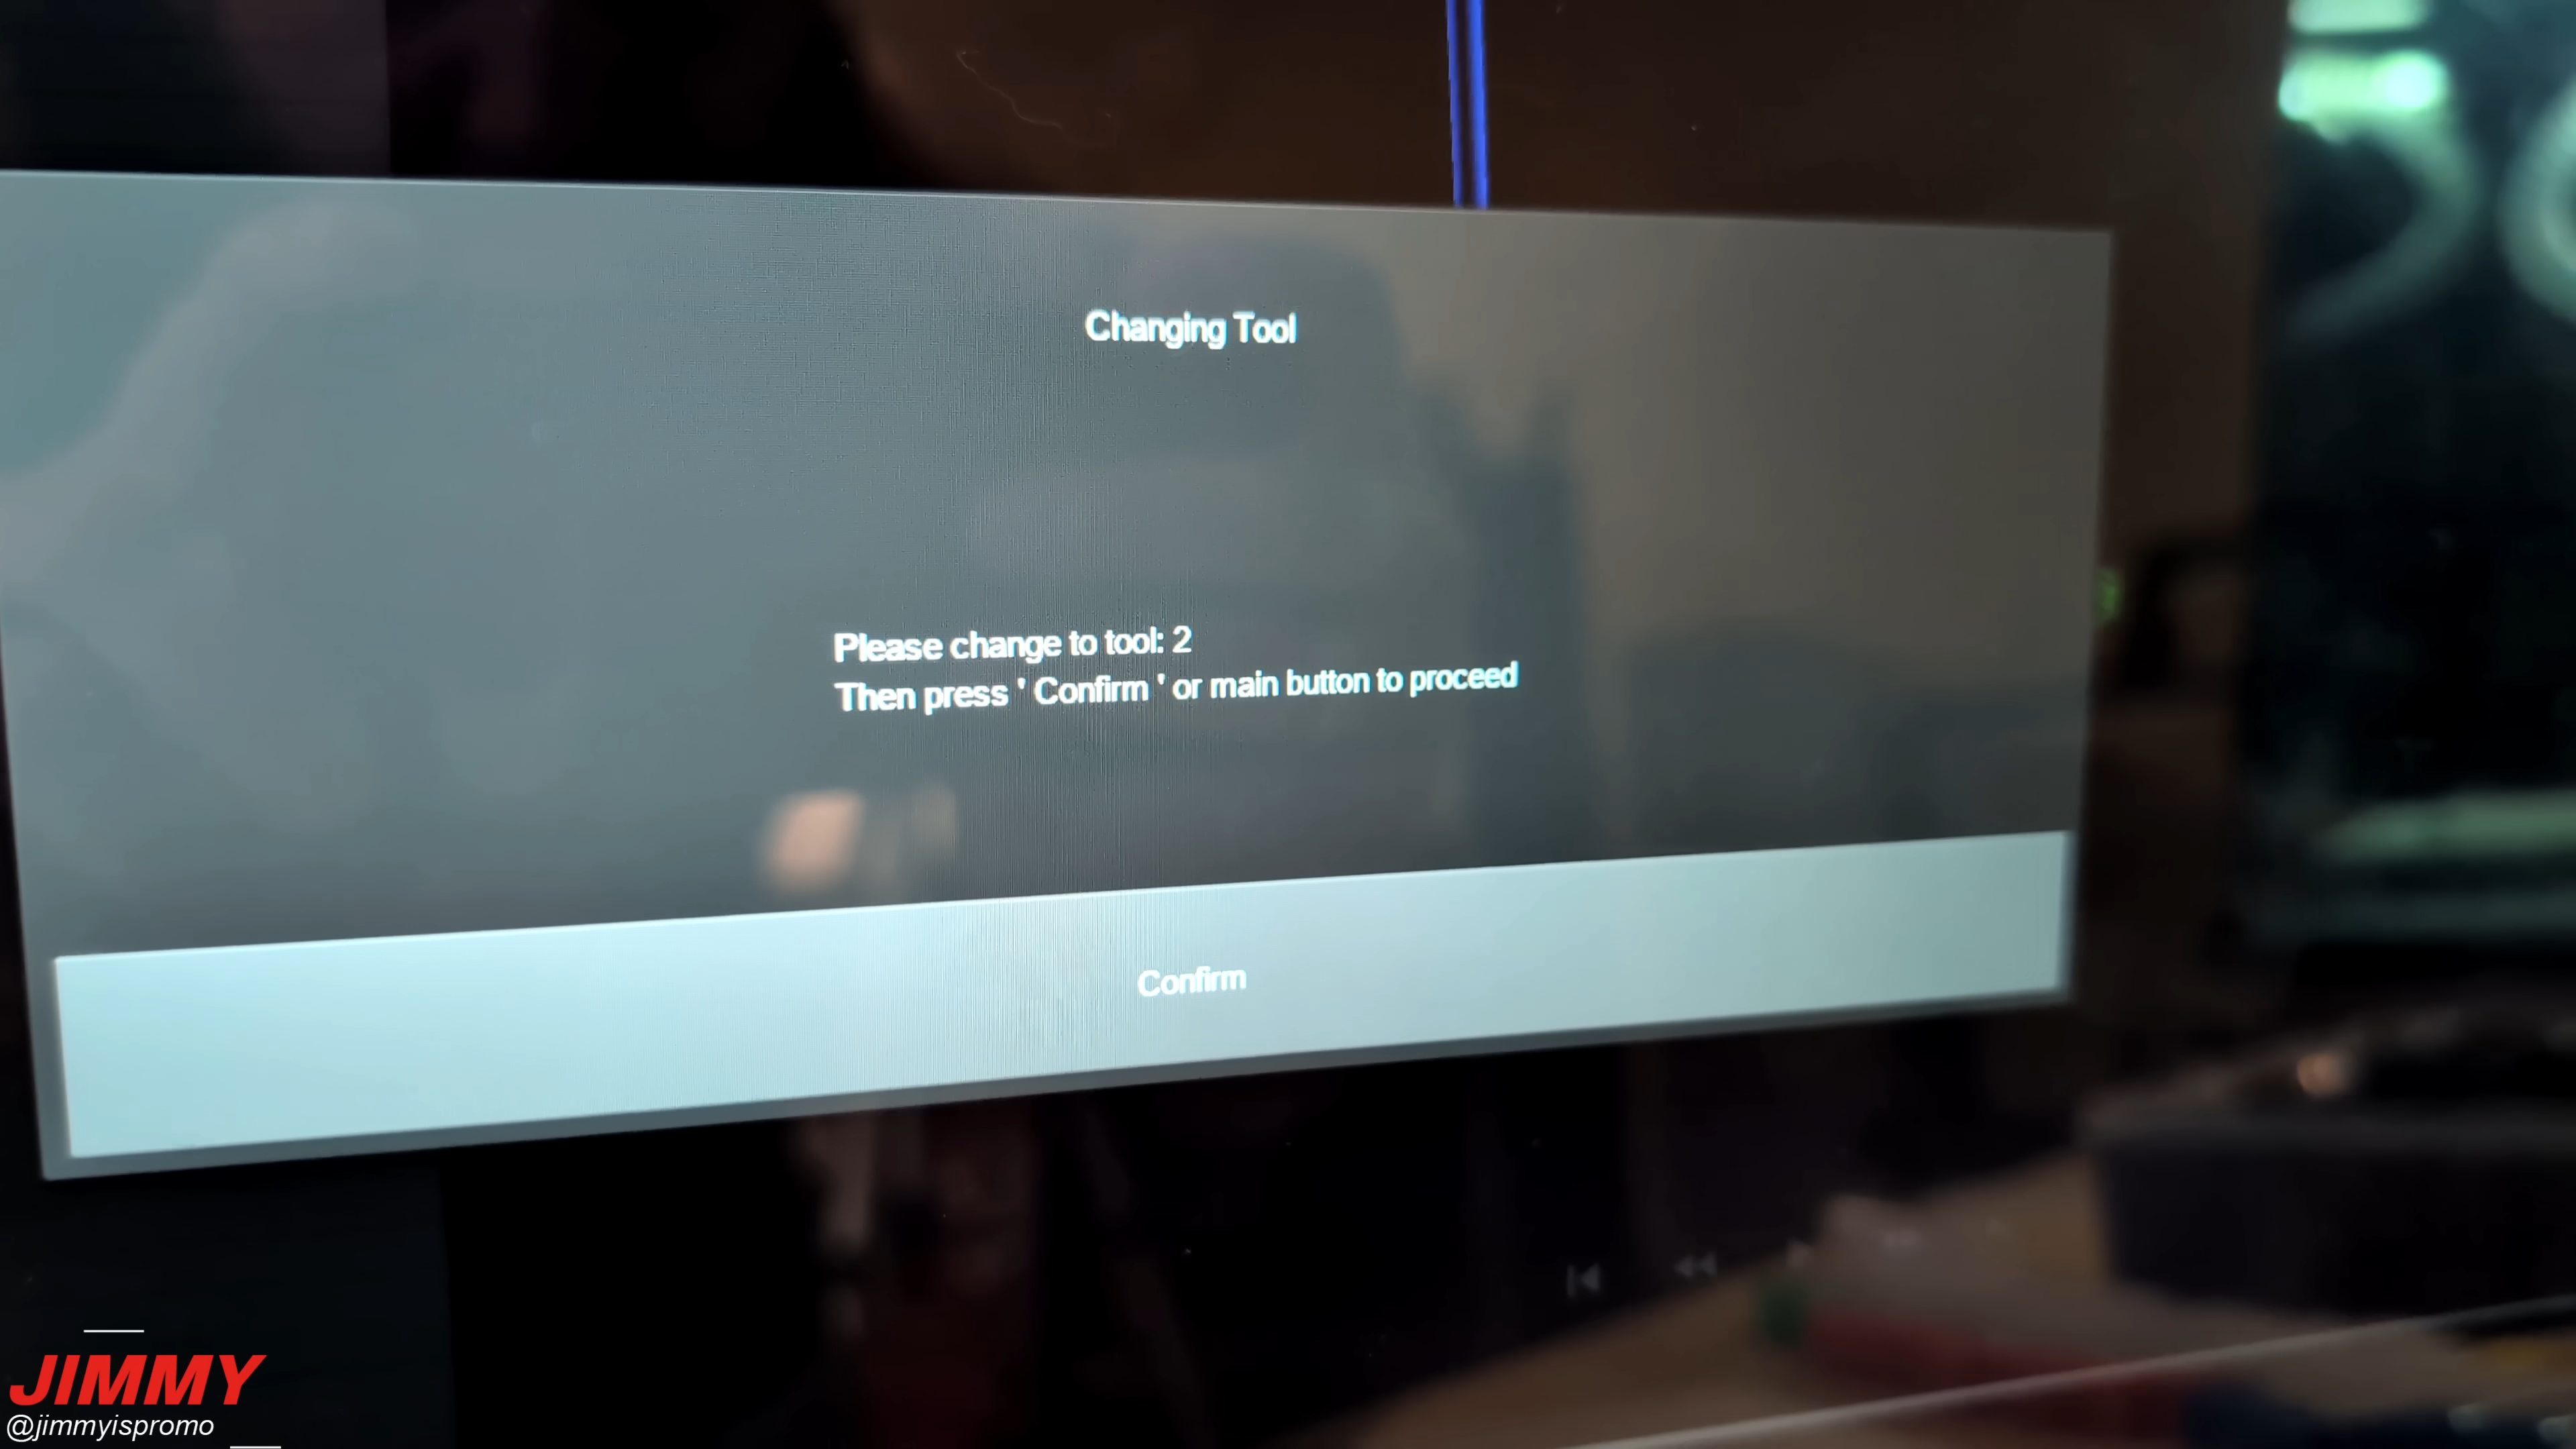 Changing Tool
Please change to tool: 2
Then press ' Confirm ' or main button to proceed
Confirm
JIMMY
@jimmyispromo